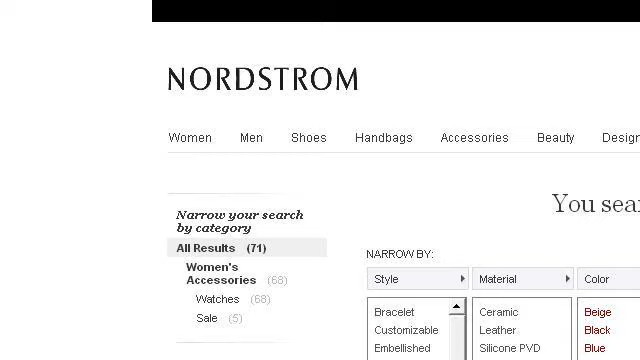 NORDSTROM
Women Men Shoes Handbags Accessories Beauty
You
Narrow your search
by category
All Results (71)
Women's
Accessories (68)
Watches (68)
Sale (5)
NARROW BY:
Style Material Color
Bracelet Ceramic Beige
Customizable Leather Black
Embellished Silicone PVD Blue